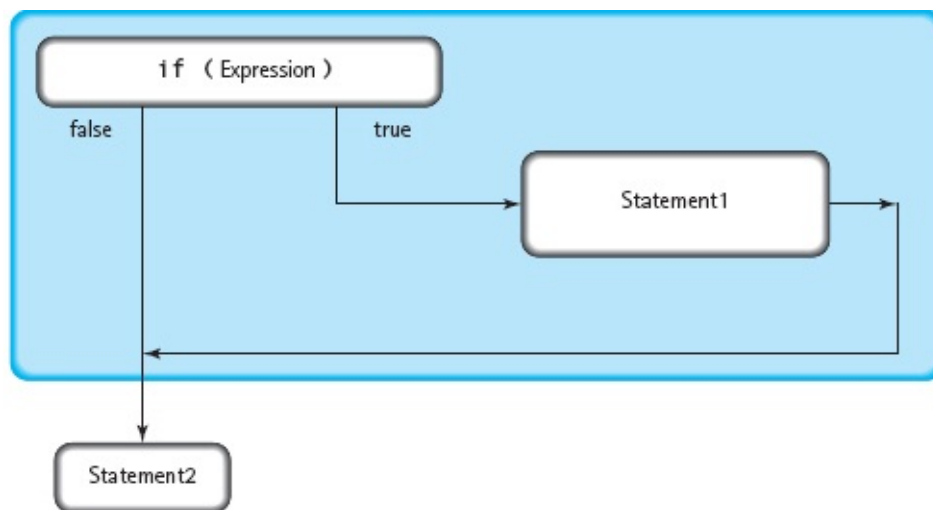 if ( Expression )
false
true
Statement1
Statement2